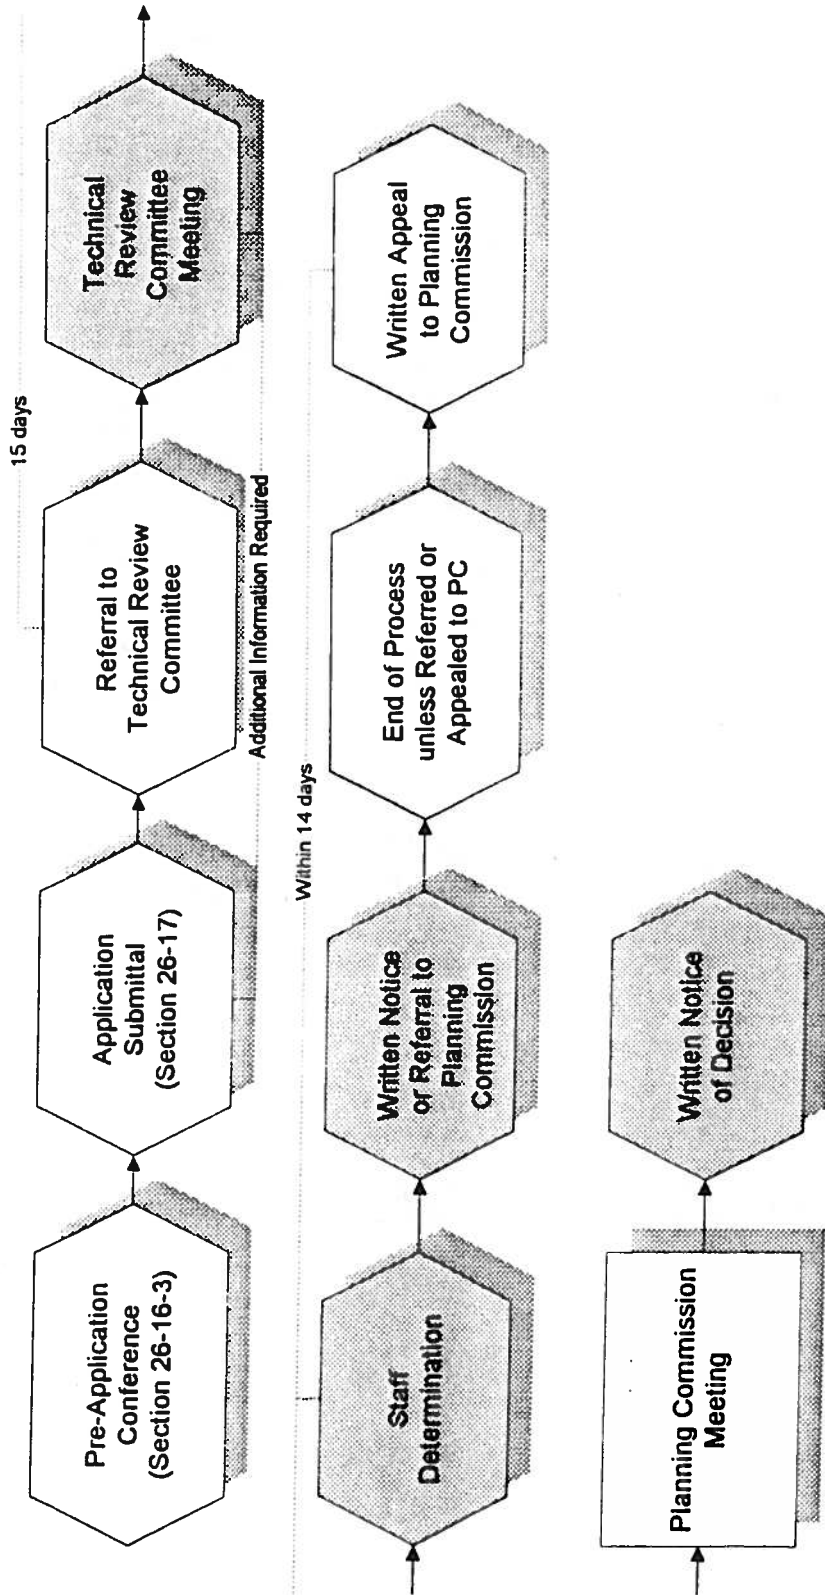 Pre-Application
Conference
(Section 26-16-3)
Application
Submittal
(Section 26-17)
Referral to
Technical Review
Committee
15 days
Technical
Review
Committee
Meeting
Additional Information Required
Staff
Determination
Within 14 days
Written Notice
or Referral to
Planning
Commission
End of Process
unless Referred or
Appealed to PC
Written Appeal
to Planning
Commission
Planning Commission
Meeting
Written Notice
of Decision